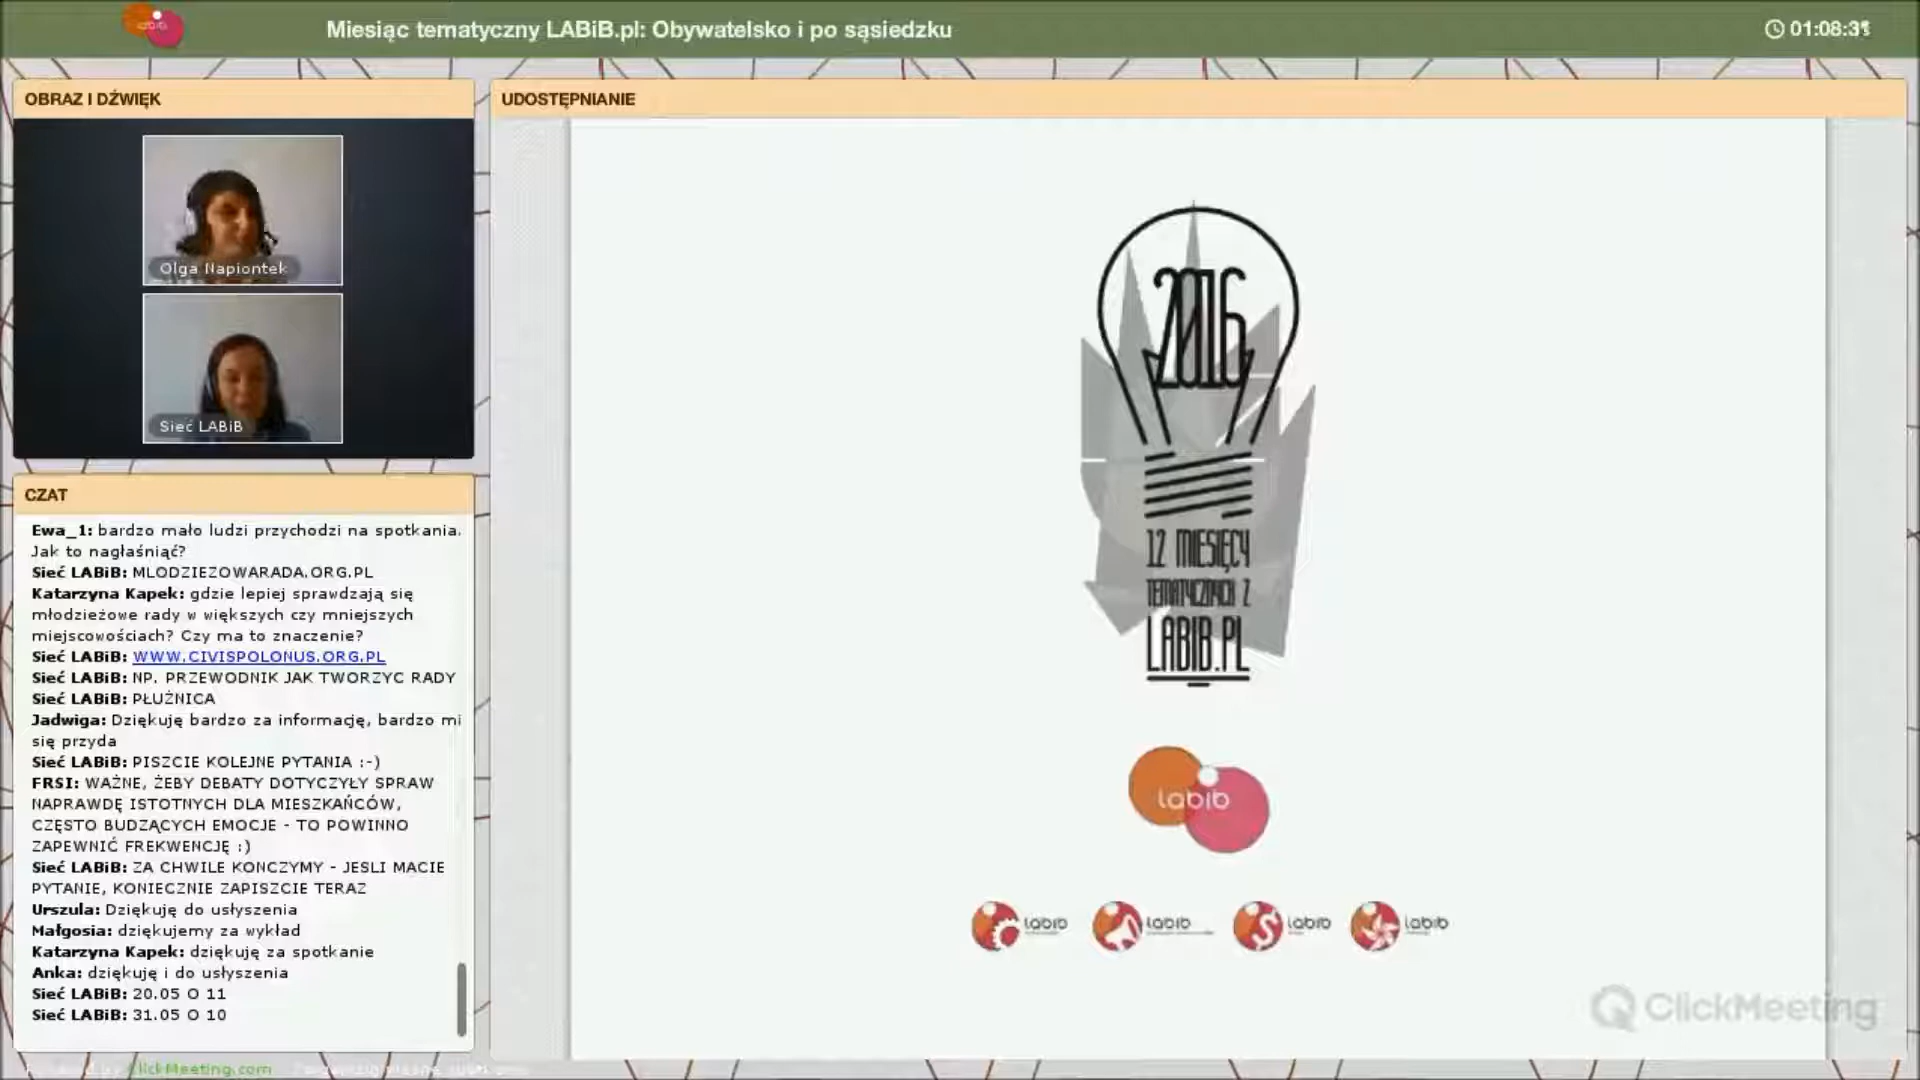 labib
Miesiąc tematyczny LABiB.pl: Obywatelsko i po sąsiedzku
OBRAZ I DŹWIĘK
Olga Napiontek
Sieć LABiB
CZAT
Ewa_1: bardzo mało ludzi przychodzi na spotkania.
Jak to nagłaśniać?
Sieć LABiB: MLODZIEZOWARADA.ORG.PL
Katarzyna Kapek: gdzie lepiej sprawdzają się
młodzieżowe rady w większych czy mniejszych
miejscowościach? Czy ma to znaczenie?
Sieć LABiB: WWW.CIVISPOLONUS.ORG.PL
Sieć LABiB: NP. PRZEWODNIK JAK TWORZYC RADY
Sieć LABiB: PŁUŻNICA
Jadwiga: Dziękuję bardzo za informację, bardzo mi
się przyda
Sieć LABiB: PISZCIE KOLEJNE PYTANIA :-)
FRSI: WAŻNE, ŻEBY DEBATY DOTYCZYŁY SPRAW
NAPRAWDĘ ISTOTNYCH DLA MIESZKAŃCÓW,
CZĘSTO BUDZĄCYCH EMOCJE - TO POWINNO
ZAPEWNIĆ FREKWENCJĘ :)
Sieć LABiB: ZA CHWILE KONCZYMY - JESLI MACIE
PYTANIE, KONIECZNIE ZAPISZCIE TERAZ
Urszula: Dziękuję do usłyszenia
Małgosia: dziękujemy za wykład
Katarzyna Kapek: dziękuję za spotkanie
Anka: dziękuję i do usłyszenia
Sieć LABiB: 20.05 O 11
Sieć LABiB: 31.05 O 10
ClickMeeting.com
UDOSTĘPNIANIE
2016
12 MIESIĘCY
TEMATYCZNYCH Z
LABIB.PL
labib
labib
labib
labib
labib
ClickMeeting